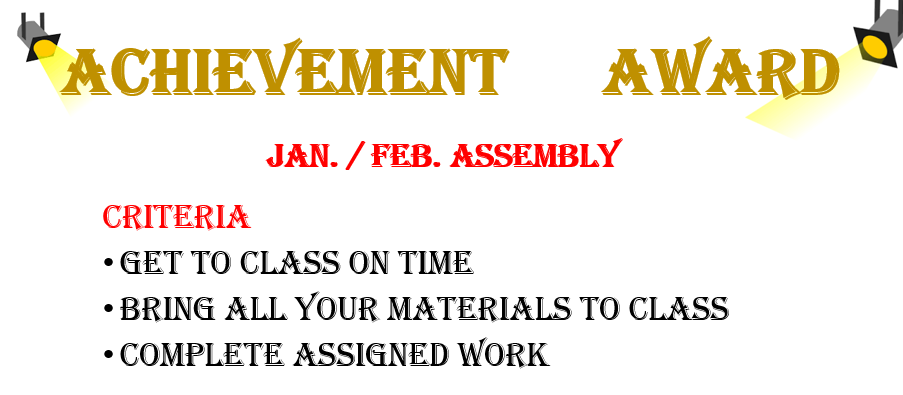 ACHIEVEMENT AWARD
JAN. / FEB. ASSEMBLY
CRITERIA
• GET TO CLASS ON TIME
• BRING ALL YOUR MATERIALS TO CLASS
• COMPLETE ASSIGNED WORK